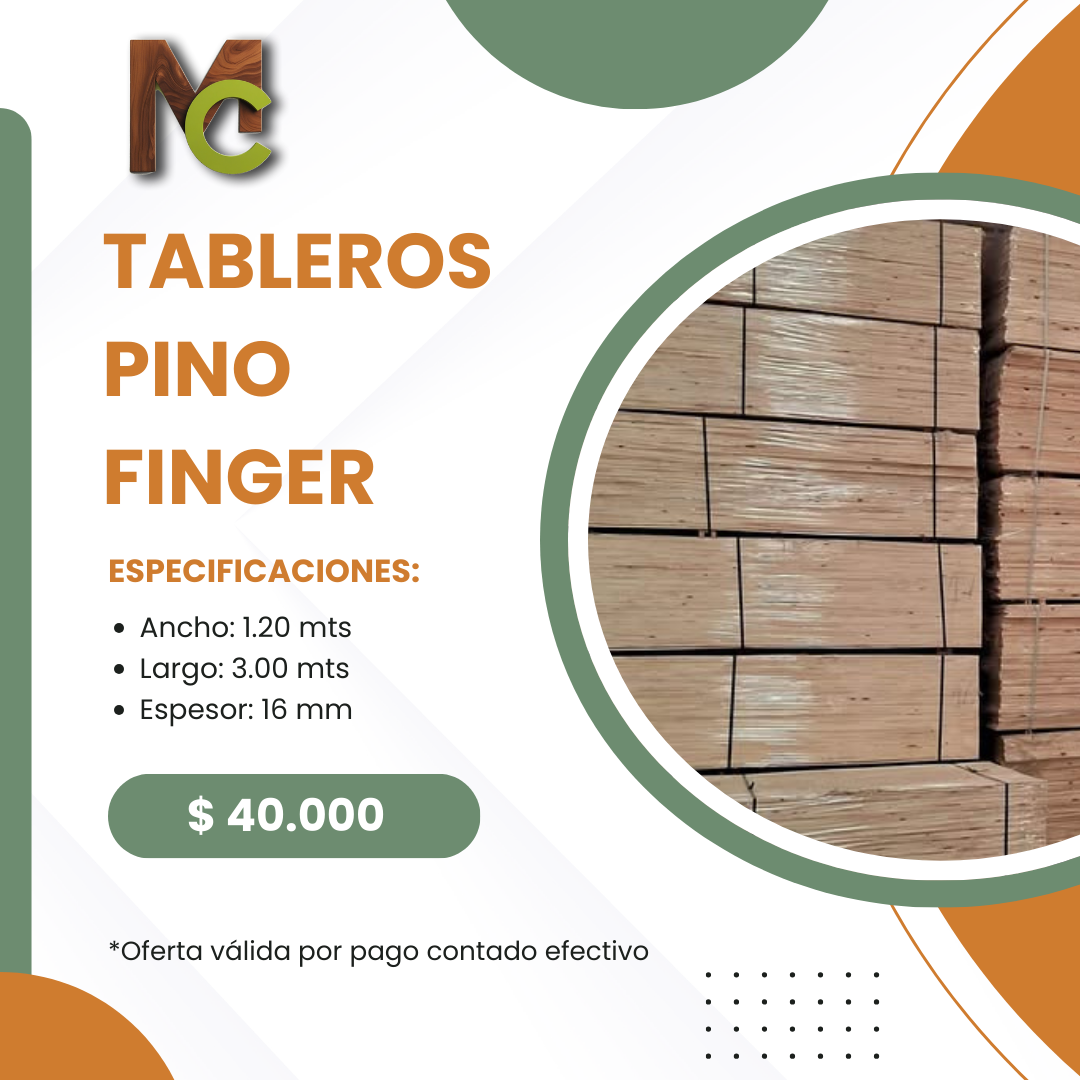 MC
TABLEROS
PINO
FINGER
ESPECIFICACIONES:
• Ancho: 1.20 mts
• Largo: 3.00 mts
• Espesor: 16 mm
$ 40.000
*Oferta válida por pago contado efectivo